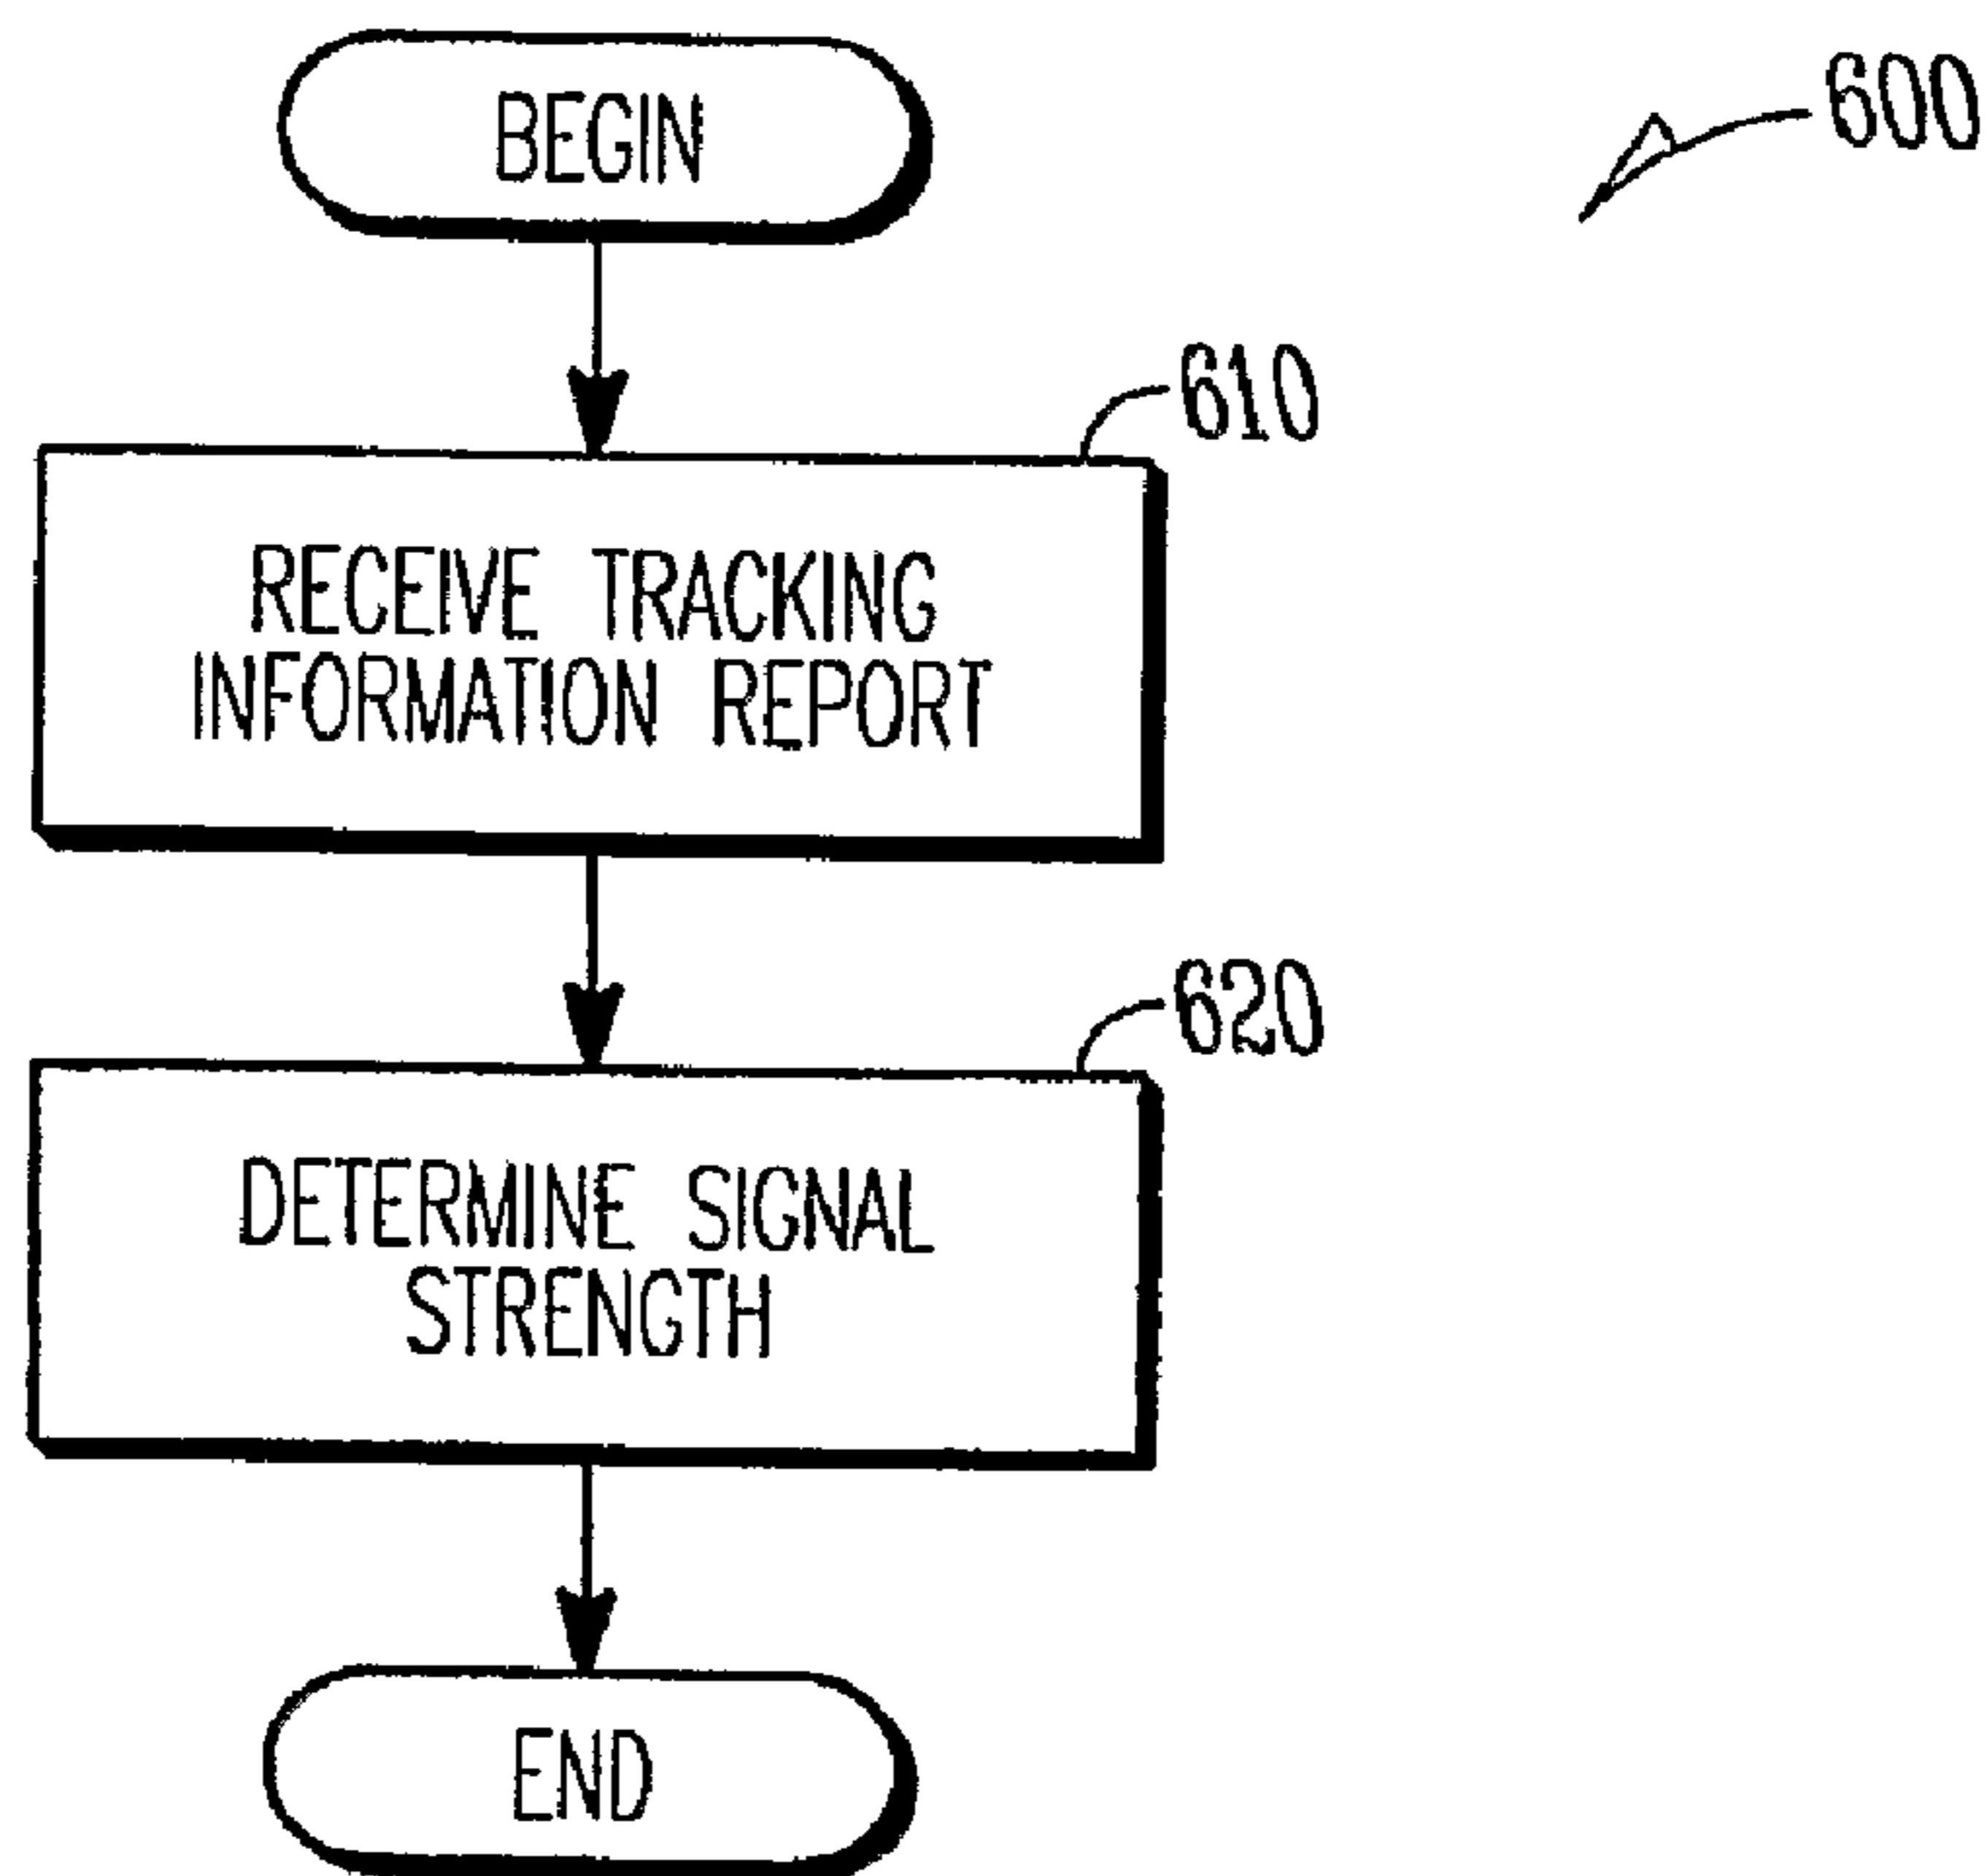 BEGIN
600
610
RECEIVE TRACKING
INFORMATION REPORT
620
DETERMINE SIGNAL
STRENGTH
END